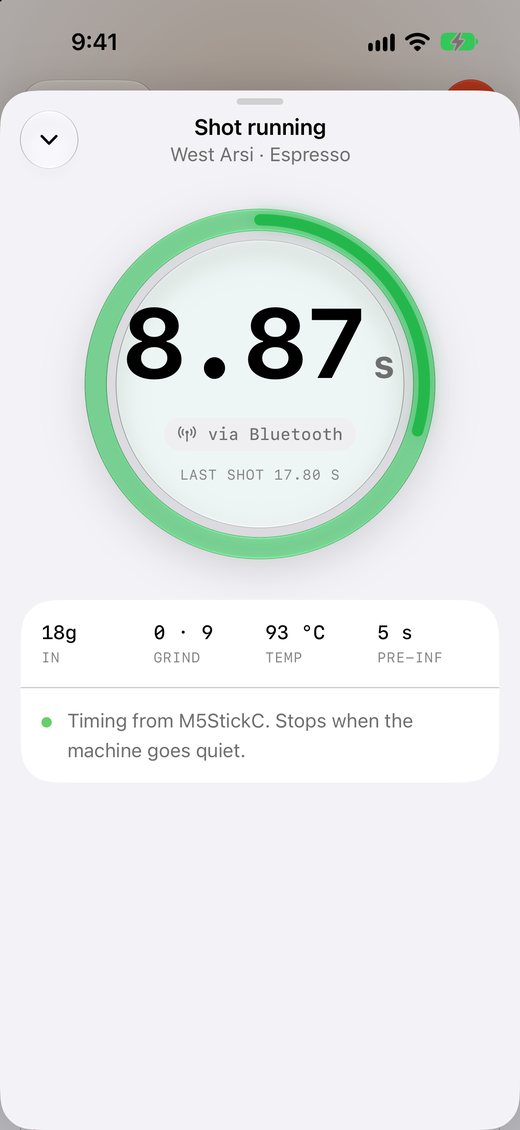 9:41
Shot running
West Arsi · Espresso
8.87 s
via Bluetooth
LAST SHOT 17.80 S
18g 0 · 9 93 °C 5 s
IN GRIND TEMP PRE-INF
Timing from M5StickC. Stops when the
machine goes quiet.